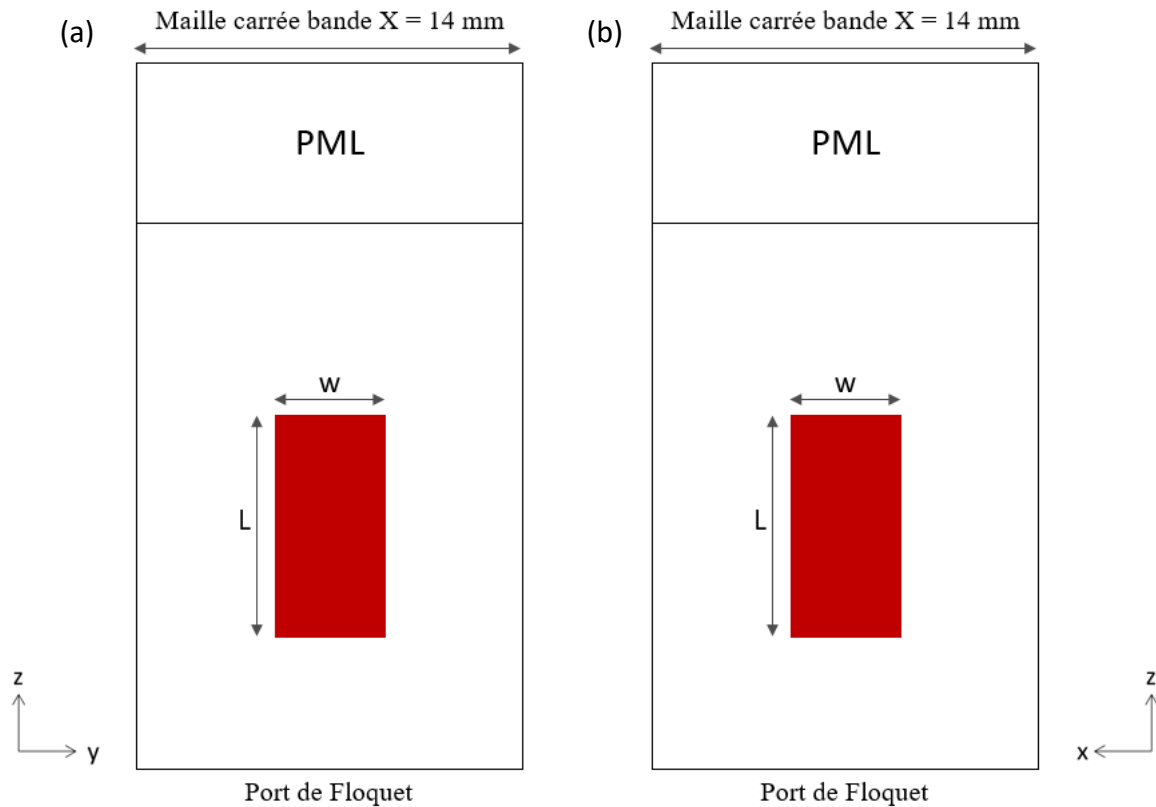 (a)
Maille carrée bande X = 14 mm
PML
w
L
z
y
Port de Floquet
(b)
Maille carrée bande X = 14 mm
PML
w
L
z
x
Port de Floquet